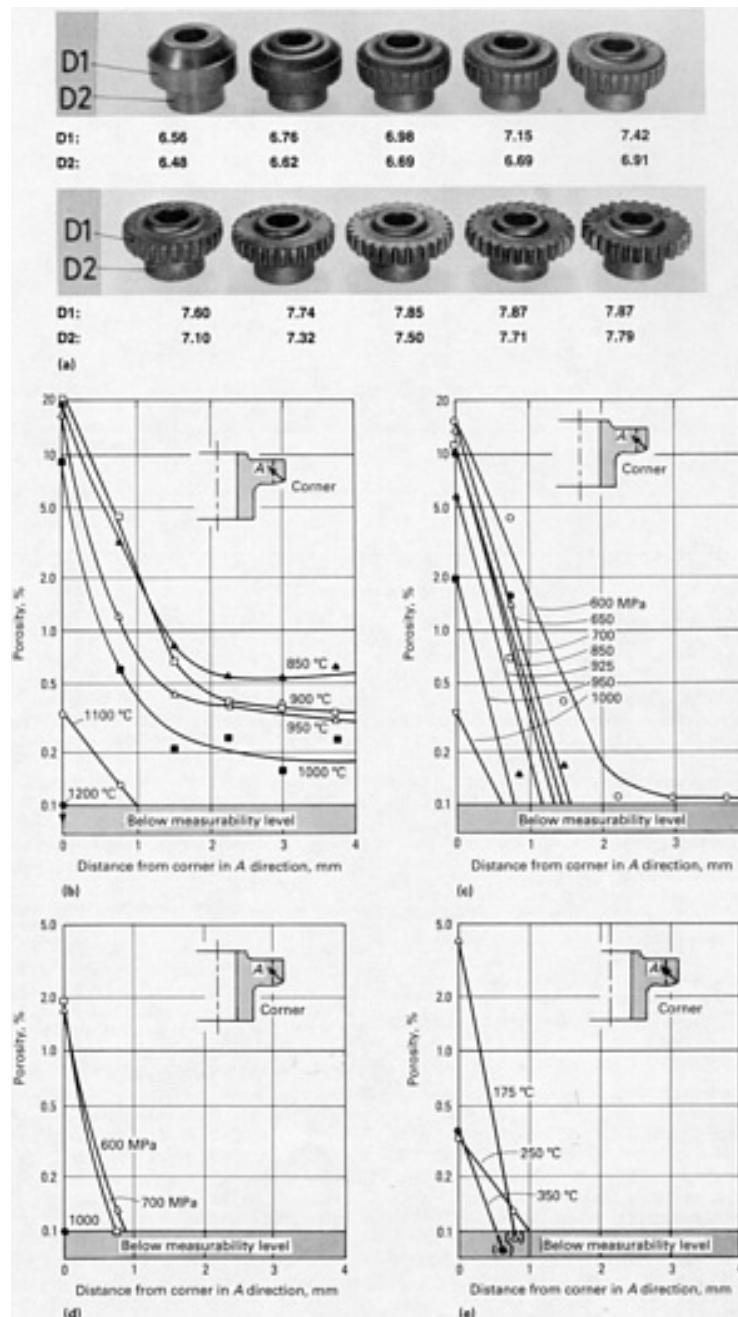 D1
D2
D1: 6.56 6.76 6.98 7.15 7.42
D2: 6.48 6.62 6.69 6.69 6.91
D1
D2
D1: 7.60 7.74 7.85 7.87 7.87
D2: 7.10 7.32 7.50 7.71 7.79
(a)
20
10
5.0
2.0
1.0
0.5
0.2
0.1
Porosity, %
A
Corner
850 °C
900 °C
950 °C
1000 °C
1100 °C
1200 °C
Below measurability level
0 1 2 3 4
Distance from corner in A direction, mm
(b)
20
10
5.0
2.0
1.0
0.5
0.2
0.1
Porosity, %
A
Corner
600 MPa
650
700
850
925
950
1000
Below measurability level
0 1 2 3 4
Distance from corner in A direction, mm
(c)
5.0
2.0
1.0
0.5
0.2
0.1
Porosity, %
A
Corner
600 MPa
700 MPa
1000
Below measurability level
0 1 2 3 4
Distance from corner in A direction, mm
(d)
5.0
2.0
1.0
0.5
0.2
0.1
Porosity, %
A
Corner
175 °C
250 °C
350 °C
Below measurability level
0 1 2 3 4
Distance from corner in A direction, mm
(e)